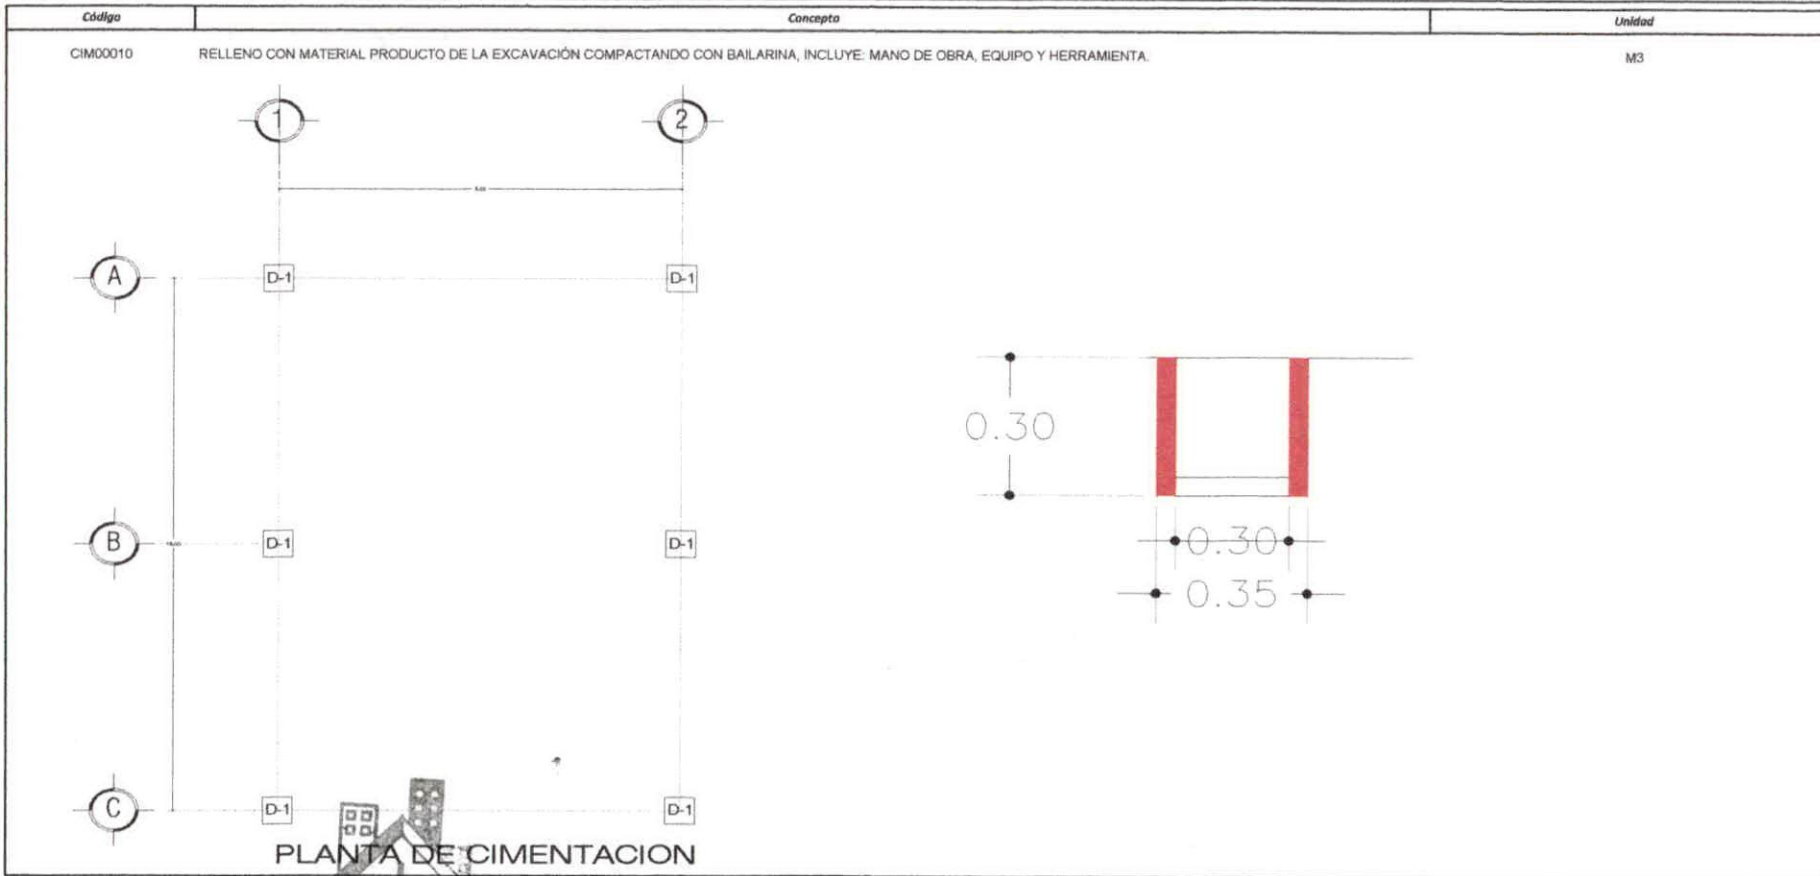 Código Concepto Unidad
CIM00010 RELLENO CON MATERIAL PRODUCTO DE LA EXCAVACIÓN COMPACTANDO CON BAILARINA, INCLUYE: MANO DE OBRA, EQUIPO Y HERRAMIENTA. M3
1 2
A D-1 D-1
0.30
B D-1 D-1
0.30
0.35
C D-1 D-1
PLANTA DE CIMENTACION